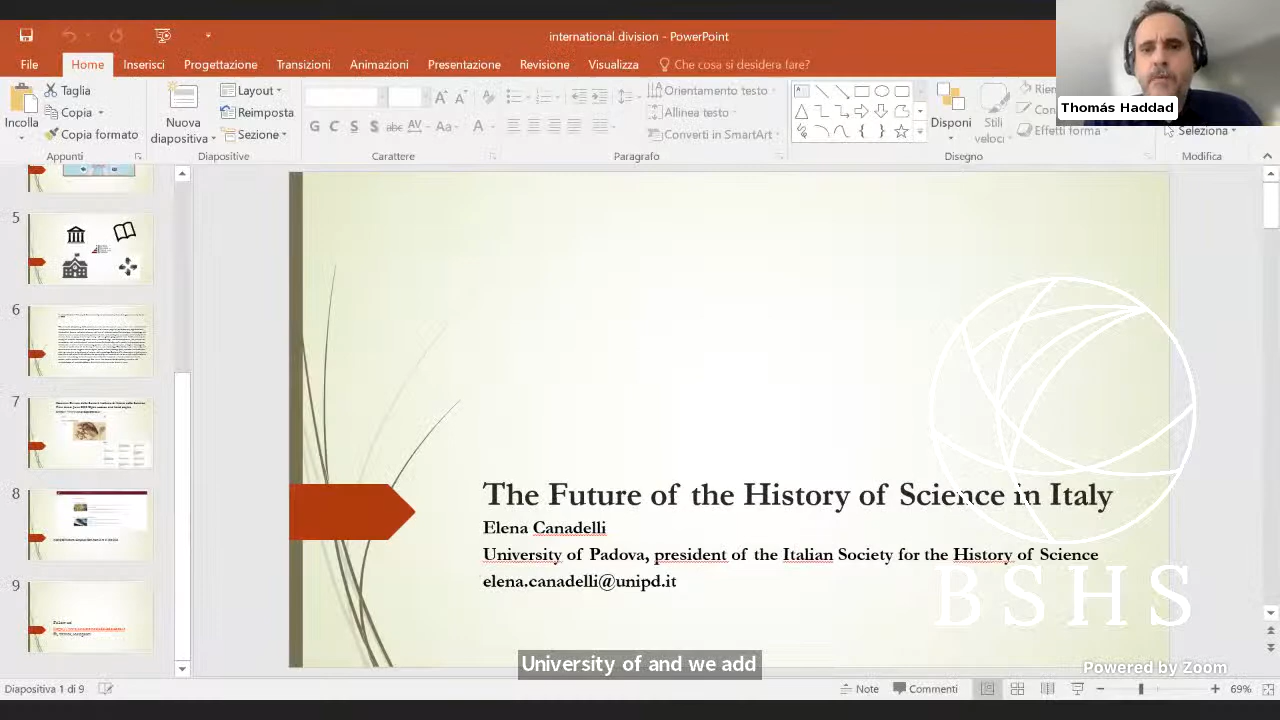 international division - PowerPoint
File Home Inserisci Progettazione Transizioni Animazioni Presentazione Revisione Visualizza Che cosa si desidera fare?
Thomás Haddad
Incolla
Taglia
Copia
Copia formato
Appunti
Nuova
diapositiva
Layout
Reimposta
Sezione
Diapositive
G C S S abc AV Aa A
Carattere
Orientamento testo
Allinea testo
Converti in SmartArt
Paragrafo
Disponi
Stili
veloci
Effetti forma
Disegno
Seleziona
Modifica
5
6
7
8
9
The Future of the History of Science in Italy
Elena Canadelli
University of Padova, president of the Italian Society for the History of Science
elena.canadelli@unipd.it
BSHS
University of and we add
Powered by Zoom
Diapositiva 1 di 9
Note
Commenti
69%